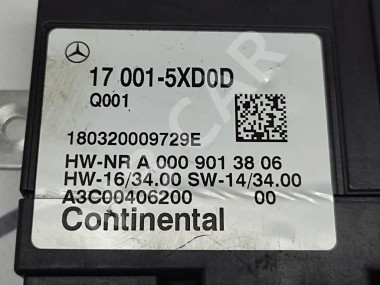 17 001-5XD0D
Q001
180320009729E
HW-NR A 000 901 38 06
HW-16/34.00 SW-14/34.00
A3C00406200 00
Continental